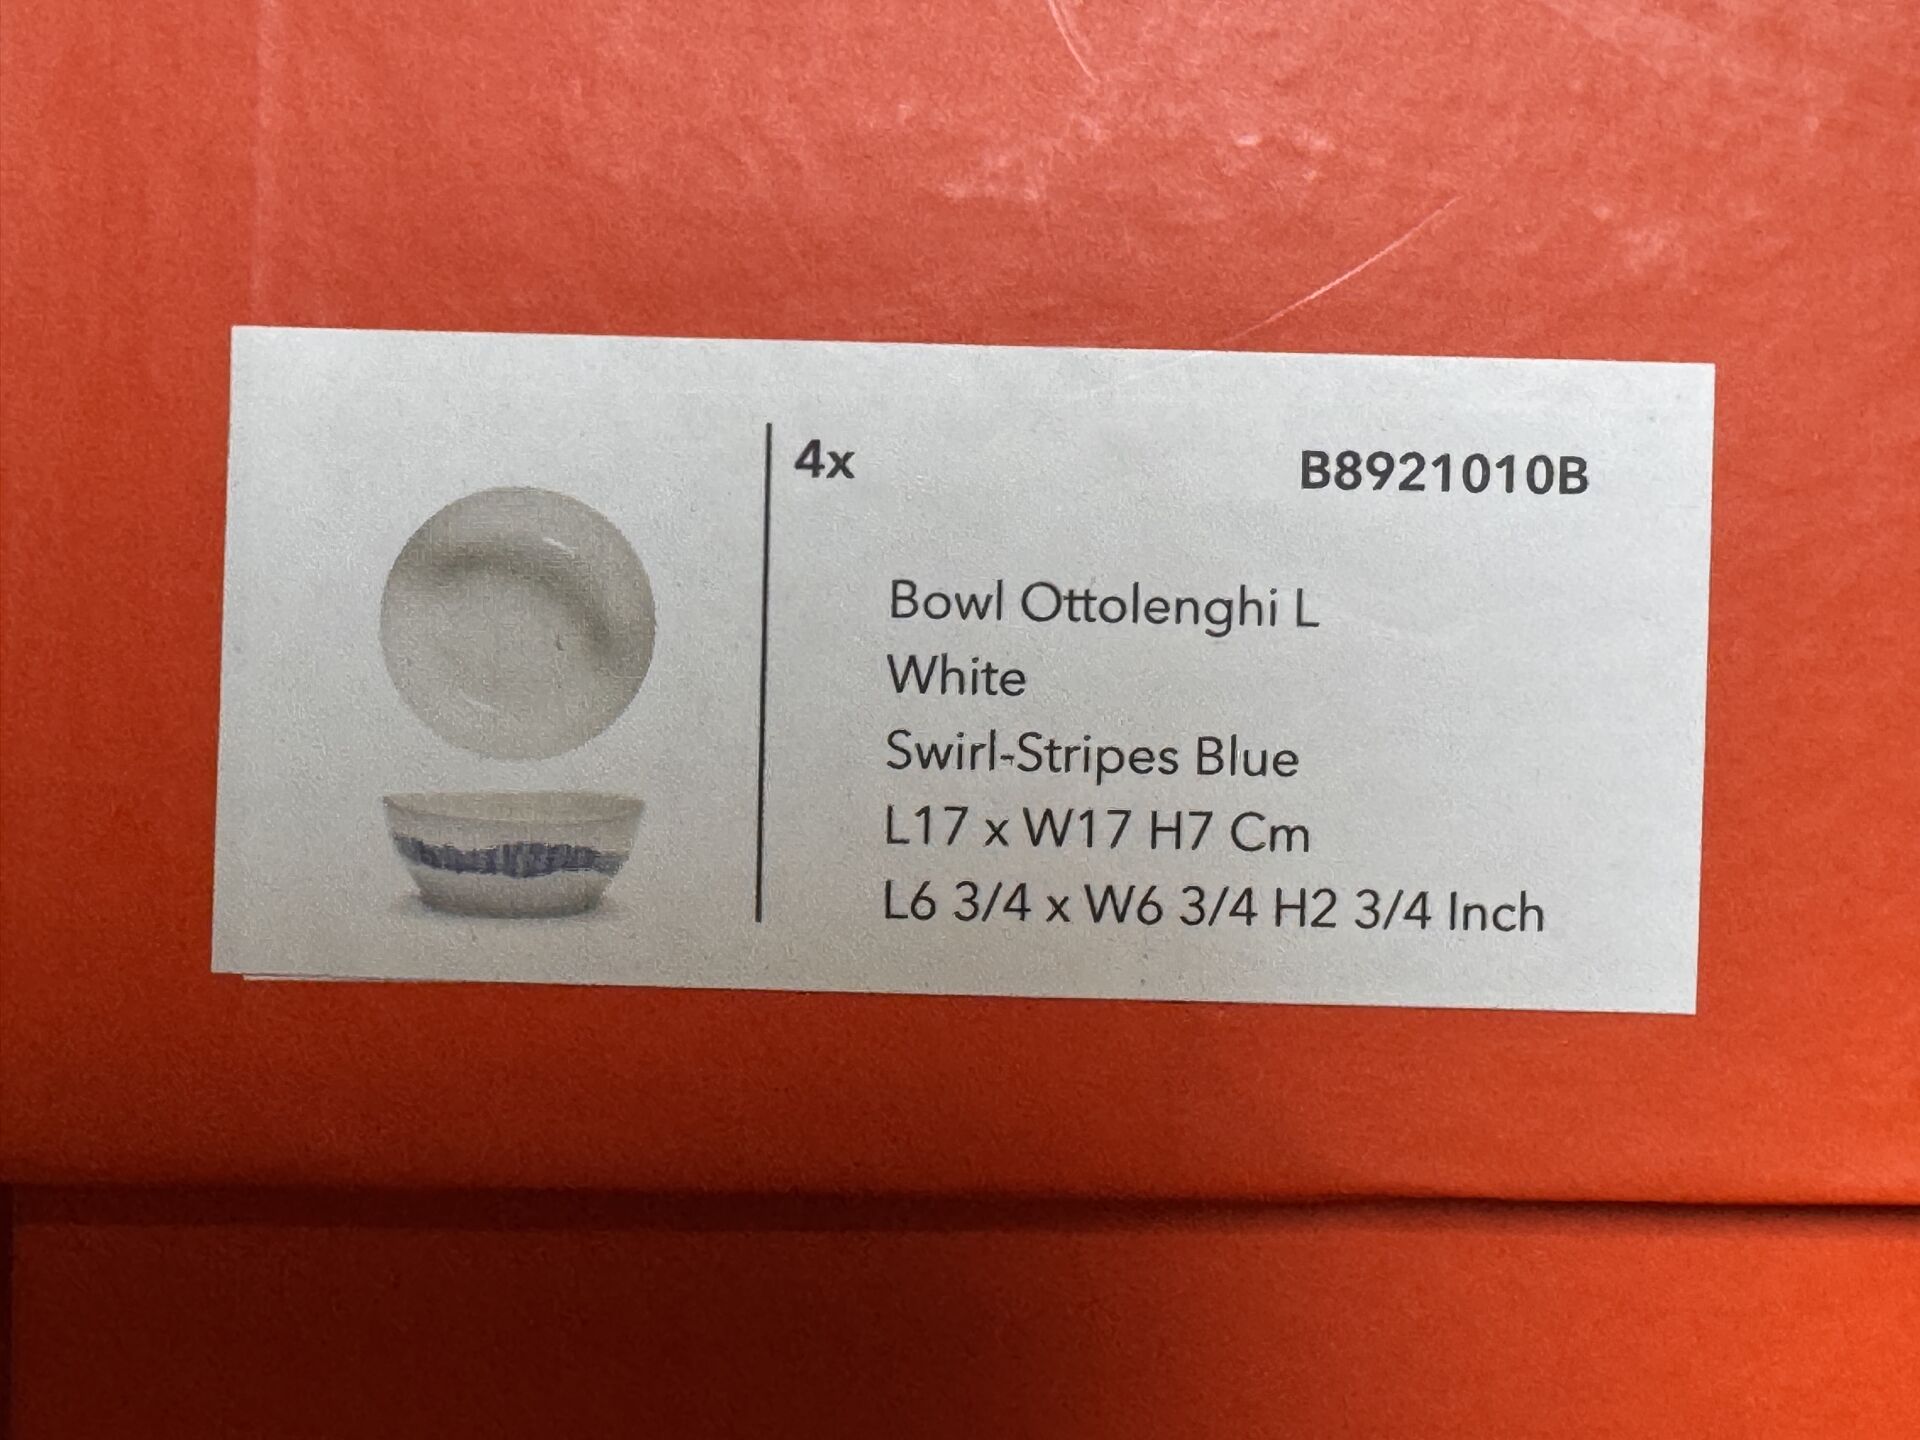 4x B8921010B
Bowl Ottolenghi L
White
Swirl-Stripes Blue
L17 x W17 H7 Cm
L6 3/4 x W6 3/4 H2 3/4 Inch